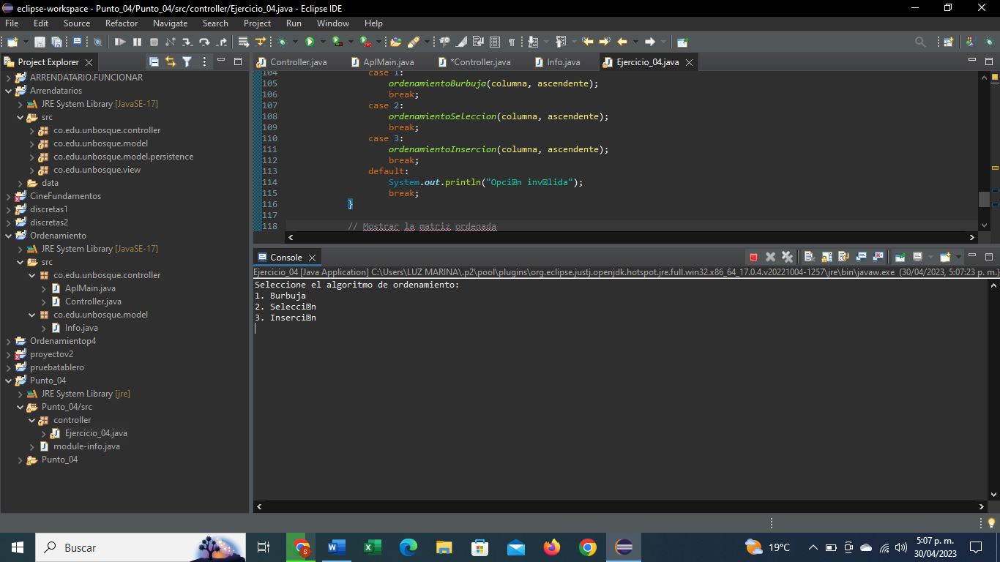 eclipse-workspace - Punto_04/Punto_04/src/controller/Ejercicio_04.java - Eclipse IDE
File Edit Source Refactor Navigate Search Project Run Window Help
Project Explorer
ARRENDATARIO.FUNCIONAR
Arrendatarios
JRE System Library [JavaSE-17]
src
co.edu.unbosque.controller
co.edu.unbosque.model
co.edu.unbosque.model.persistence
co.edu.unbosque.view
data
CineFundamentos
discretas1
discretas2
Ordenamiento
JRE System Library [JavaSE-17]
src
co.edu.unbosque.controller
AplMain.java
Controller.java
co.edu.unbosque.model
Info.java
Ordenamientop4
proyectov2
pruebatablero
Punto_04
JRE System Library [jre]
Punto_04/src
controller
Ejercicio_04.java
module-info.java
Punto_04
Controller.java AplMain.java *Controller.java Info.java Ejercicio_04.java
104 case 1:
105 ordenamientoBurbuja(columna, ascendente);
106 break;
107 case 2:
108 ordenamientoSeleccion(columna, ascendente);
109 break;
110 case 3:
111 ordenamientoInsercion(columna, ascendente);
112 break;
113 default:
114 System.out.println("Opci�n inv�lida");
115 break;
116 }
117
118 // Mostrar la matriz ordenada
Console
Ejercicio_04 [Java Application] C:\Users\LUZ MARINA\.p2\pool\plugins\org.eclipse.justj.openjdk.hotspot.jre.full.win32.x86_64_17.0.4.v20221004-1257\jre\bin\javaw.exe (30/04/2023, 5:07:23 p. m.)
Seleccione el algoritmo de ordenamiento:
1. Burbuja
2. Selecci�n
3. Inserci�n
Buscar
S
19°C
5:07 p. m.
30/04/2023